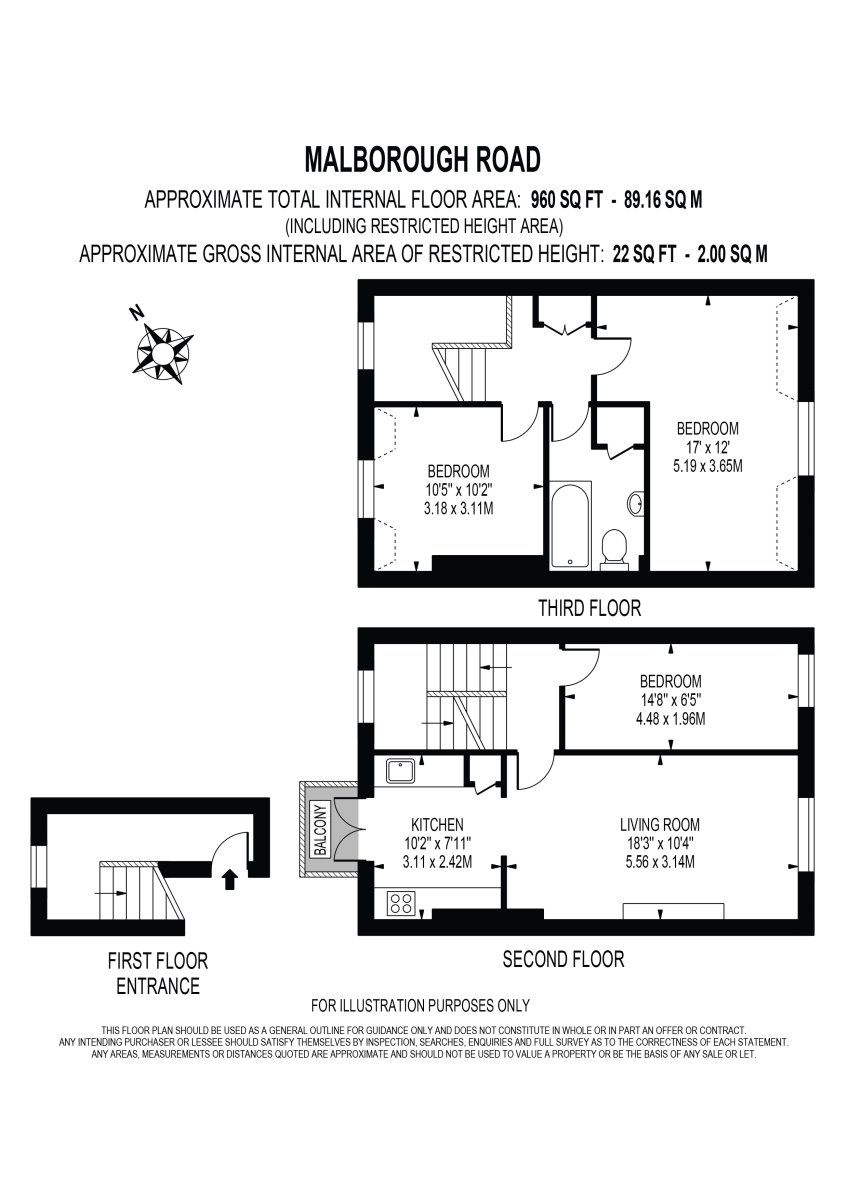 MALBOROUGH ROAD
APPROXIMATE TOTAL INTERNAL FLOOR AREA: 960 SQ FT - 89.16 SQ M
(INCLUDING RESTRICTED HEIGHT AREA)
APPROXIMATE GROSS INTERNAL AREA OF RESTRICTED HEIGHT: 22 SQ FT - 2.00 SQ M
N
BEDROOM
17' x 12'
5.19 x 3.65M
BEDROOM
10'5" x 10'2"
3.18 x 3.11M
THIRD FLOOR
BEDROOM
14'8" x 6'5"
4.48 x 1.96M
BALCONY
KITCHEN
10'2" x 7'11"
3.11 x 2.42M
LIVING ROOM
18'3" x 10'4"
5.56 x 3.14M
FIRST FLOOR
ENTRANCE
SECOND FLOOR
FOR ILLUSTRATION PURPOSES ONLY
THIS FLOOR PLAN SHOULD BE USED AS A GENERAL OUTLINE FOR GUIDANCE ONLY AND DOES NOT CONSTITUTE IN WHOLE OR IN PART AN OFFER OR CONTRACT.
ANY INTENDING PURCHASER OR LESSEE SHOULD SATISFY THEMSELVES BY INSPECTION, SEARCHES, ENQUIRIES AND FULL SURVEY AS TO THE CORRECTNESS OF EACH STATEMENT.
ANY AREAS, MEASUREMENTS OR DISTANCES QUOTED ARE APPROXIMATE AND SHOULD NOT BE USED TO VALUE A PROPERTY OR BE THE BASIS OF ANY SALE OR LET.